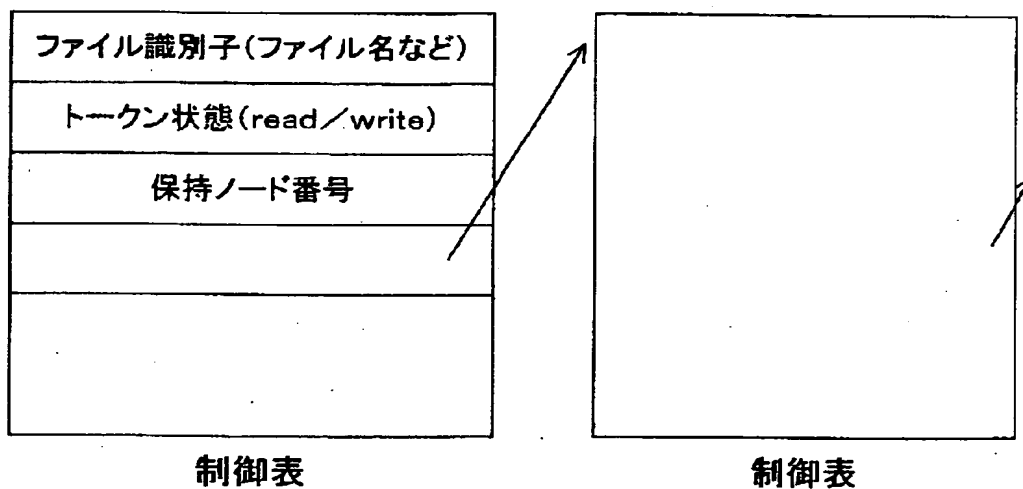 ファイル識別子(ファイル名など)
トークン状態(read／write)
保持ノード番号
制御表
制御表